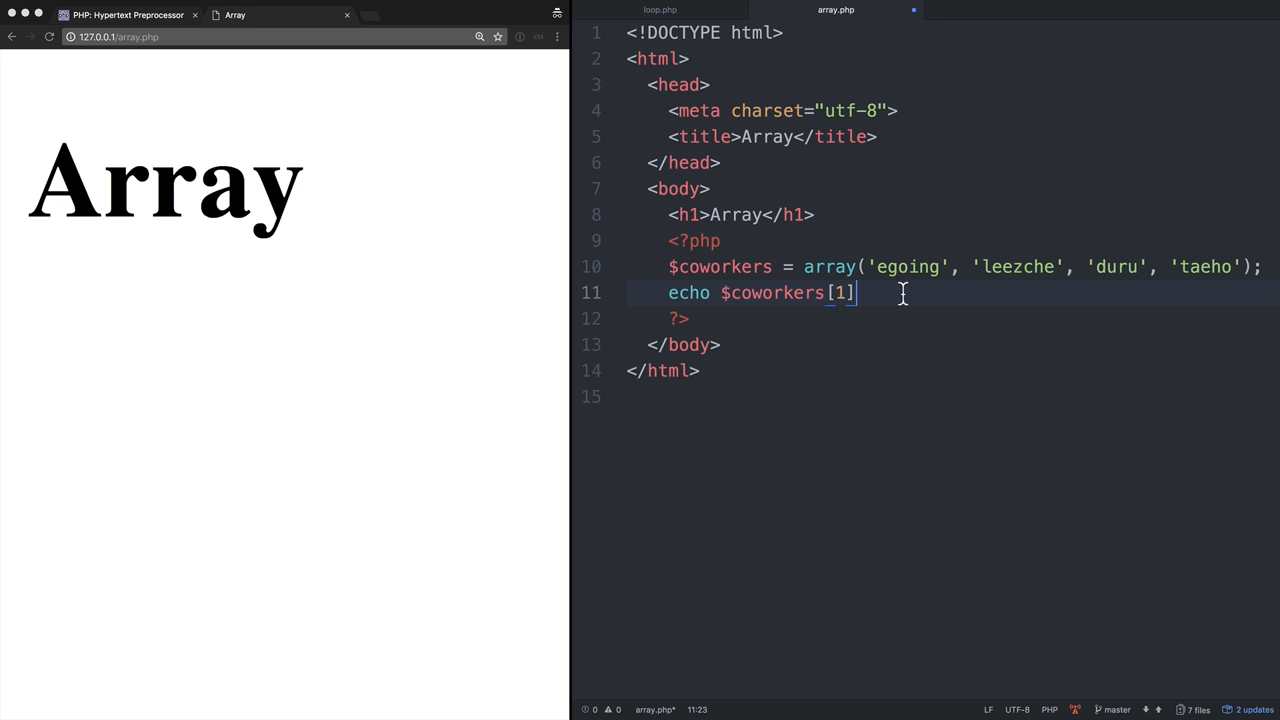 PHP: Hypertext Preprocessor
Array
127.0.0.1/array.php
css
Array
loop.php
array.php
1 <!DOCTYPE html>
2 <html>
3 <head>
4 <meta charset="utf-8">
5 <title>Array</title>
6 </head>
7 <body>
8 <h1>Array</h1>
9 <?php
10 $coworkers = array('egoing', 'leezche', 'duru', 'taeho');
11 echo $coworkers[1]
12 ?>
13 </body>
14 </html>
15
0 0 array.php* 11:23 LF UTF-8 PHP master 7 files 2 updates